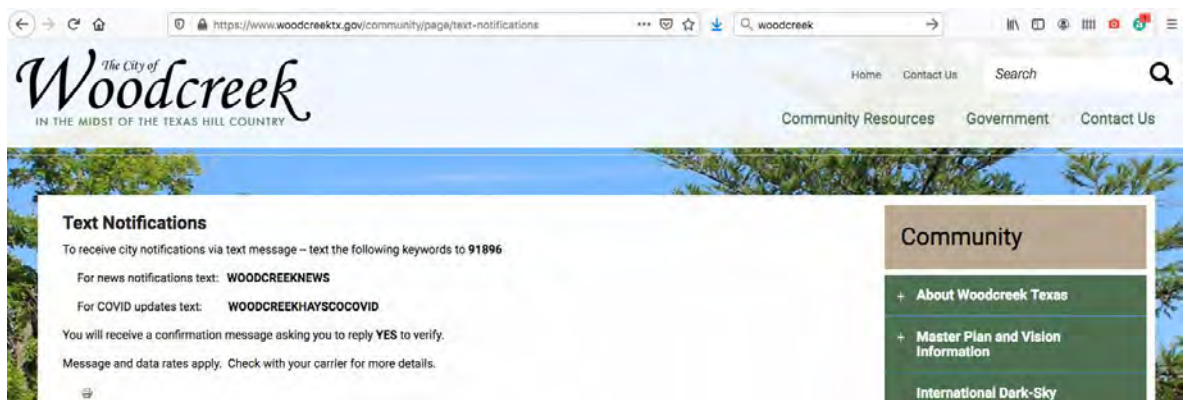 https://www.woodcreektx.gov/community/page/text-notifications
woodcreek
The City of
Woodcreek
IN THE MIDST OF THE TEXAS HILL COUNTRY
Home Contact Us Search
Community Resources Government Contact Us
Text Notifications
To receive city notifications via text message – text the following keywords to 91896
For news notifications text: WOODCREEKNEWS
For COVID updates text: WOODCREEKHAYSCOCOVID
You will receive a confirmation message asking you to reply YES to verify.
Message and data rates apply. Check with your carrier for more details.
Community
+ About Woodcreek Texas
+ Master Plan and Vision
Information
International Dark-Sky